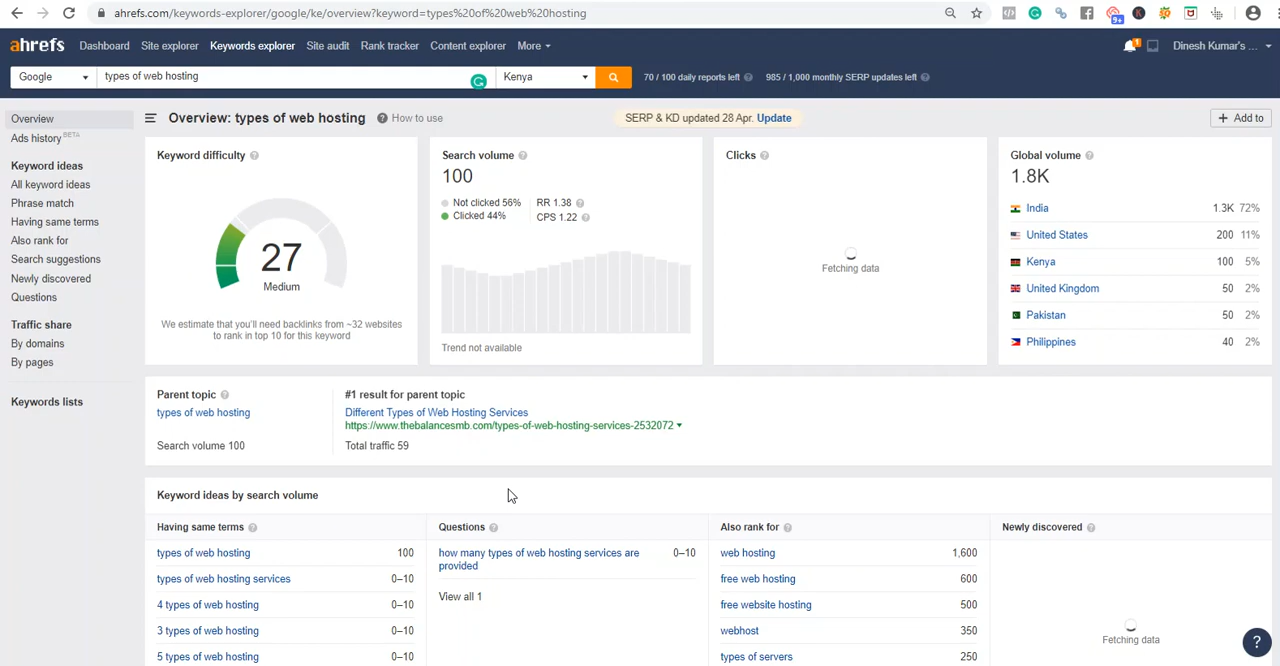 ahrefs.com/keywords-explorer/google/ke/overview?keyword=types%20of%20web%20hosting
9+
ahrefs
Dashboard
Site explorer
Keywords explorer
Site audit
Rank tracker
Content explorer
More
1
Dinesh Kumar's ...
Google
types of web hosting
Kenya
70 / 100 daily reports left
985 / 1,000 monthly SERP updates left
Overview
Ads history BETA
Keyword ideas
All keyword ideas
Phrase match
Having same terms
Also rank for
Search suggestions
Newly discovered
Questions
Traffic share
By domains
By pages
Keywords lists
Overview: types of web hosting
How to use
SERP & KD updated 28 Apr. Update
+ Add to
Keyword difficulty
27
Medium
We estimate that you'll need backlinks from ~32 websites
to rank in top 10 for this keyword
Search volume
100
Not clicked 56%
Clicked 44%
RR 1.38
CPS 1.22
Trend not available
Clicks
Fetching data
Global volume
1.8K
India 1.3K 72%
United States 200 11%
Kenya 100 5%
United Kingdom 50 2%
Pakistan 50 2%
Philippines 40 2%
Parent topic
types of web hosting
Search volume 100
#1 result for parent topic
Different Types of Web Hosting Services
https://www.thebalancesmb.com/types-of-web-hosting-services-2532072
Total traffic 59
Keyword ideas by search volume
Having same terms
types of web hosting 100
types of web hosting services 0–10
4 types of web hosting 0–10
3 types of web hosting 0–10
5 types of web hosting 0–10
Questions
how many types of web hosting services are 0–10
provided
View all 1
Also rank for
web hosting 1,600
free web hosting 600
free website hosting 500
webhost 350
types of servers 250
Newly discovered
Fetching data
?